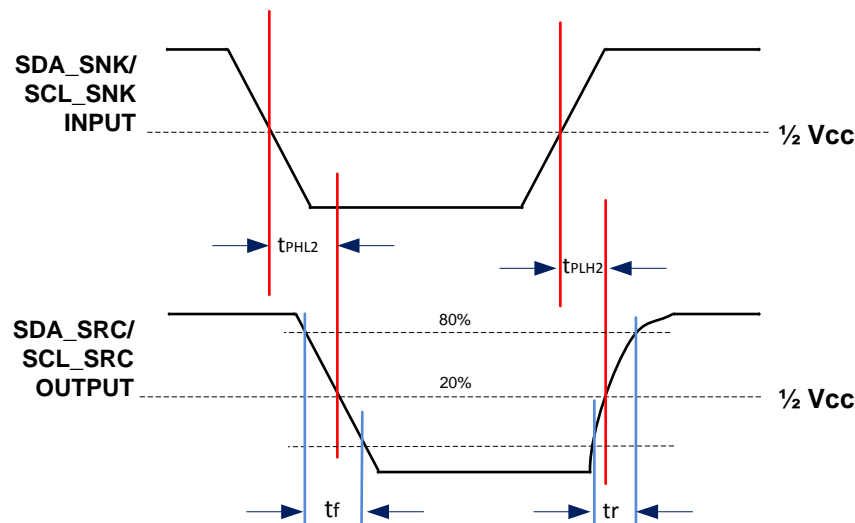 SDA_SNK/
SCL_SNK
INPUT
½ Vcc
tPHL2
tPLH2
SDA_SRC/
SCL_SRC
OUTPUT
80%
20%
½ Vcc
tf
tr